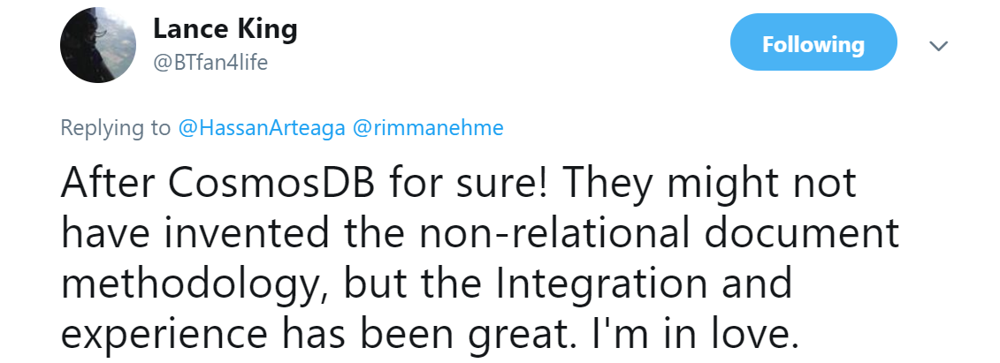 Lance King
Following
@BTfan4life
Replying to @HassanArteaga @rimmanehme
After CosmosDB for sure! They might not
have invented the non-relational document
methodology, but the Integration and
experience has been great. I'm in love.